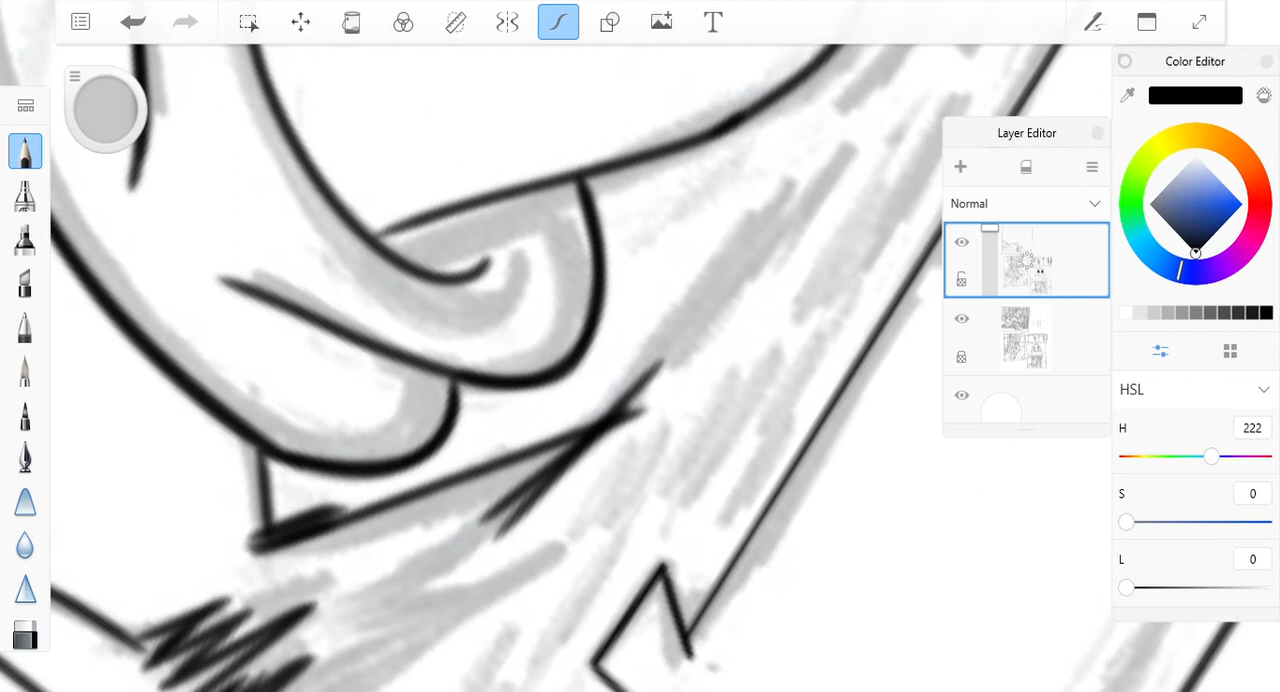 Color Editor
Layer Editor
Normal
HSL
H 222
S 0
L 0